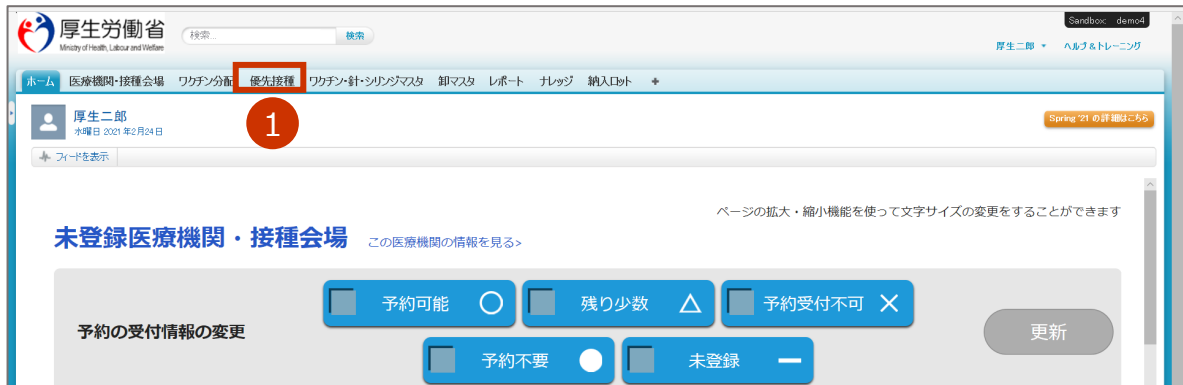 Sandbox: demo4
厚生労働省
Ministry of Health, Labour and Welfare
検索...
検索
厚生二郎
ヘルプ&トレーニング
ホーム 医療機関・接種会場 ワクチン分配 優先接種 ワクチン・針・シリンジマスタ 卸マスタ レポート ナレッジ 納入ロット +
厚生二郎
水曜日 2021 年2月24日
1
Spring '21 の詳細はこちら
フィードを表示
ページの拡大・縮小機能を使って文字サイズの変更をすることができます
未登録医療機関・接種会場 この医療機関の情報を見る>
予約可能 残り少数 予約受付不可
予約の受付情報の変更
更新
予約不要 未登録